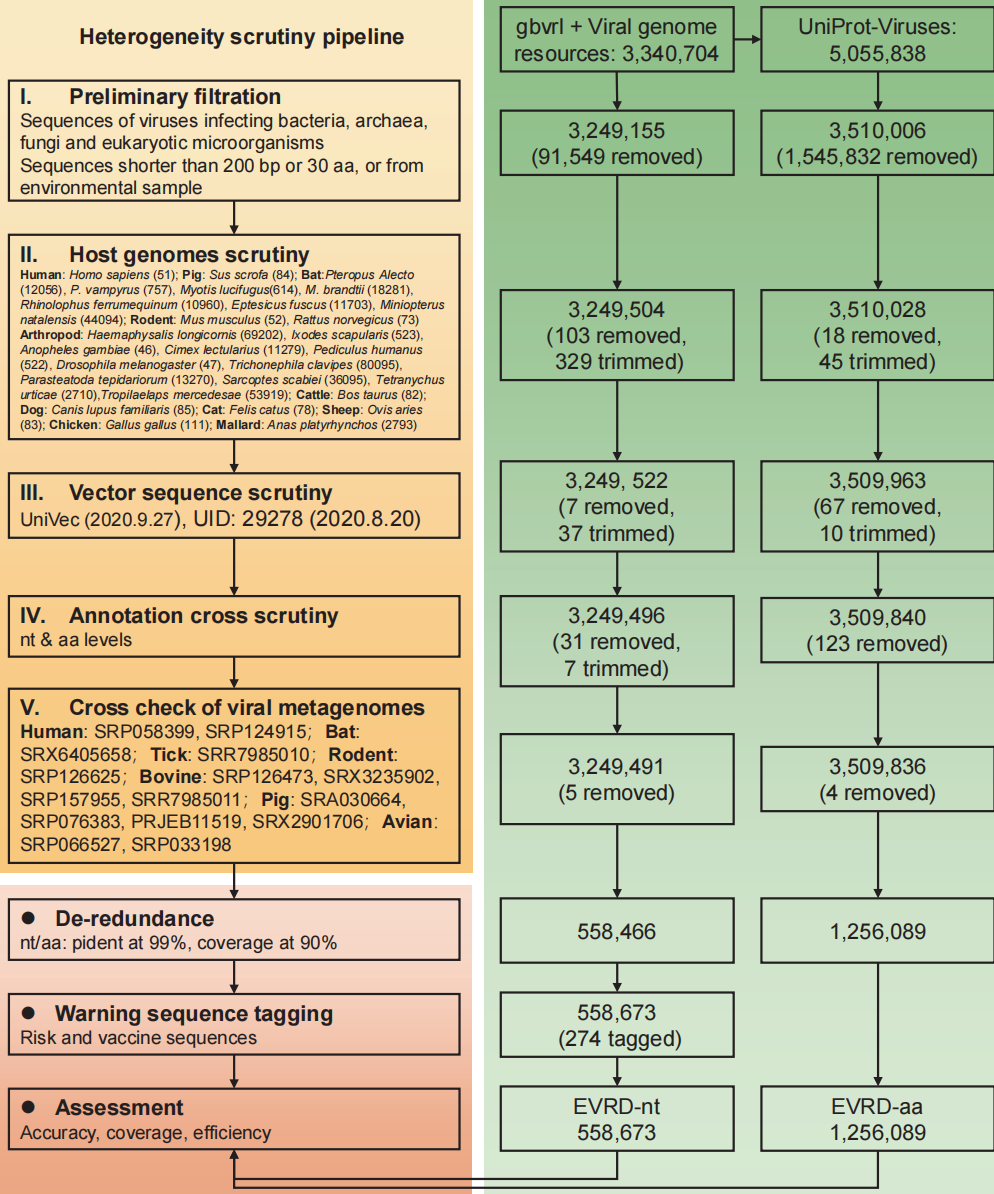 Heterogeneity scrutiny pipeline
I. Preliminary filtration
Sequences of viruses infecting bacteria, archaea,
fungi and eukaryotic microorganisms
Sequences shorter than 200 bp or 30 aa, or from
environmental sample
II. Host genomes scrutiny
Human: Homo sapiens (51); Pig: Sus scrofa (84); Bat:Pteropus Alecto
(12056), P. vampyrus (757), Myotis lucifugus(614), M. brandtii (18281),
Rhinolophus ferrumequinum (10960), Eptesicus fuscus (11703), Miniopterus
natalensis (44094); Rodent: Mus musculus (52), Rattus norvegicus (73)
Arthropod: Haemaphysalis longicornis (69202), Ixodes scapularis (523),
Anopheles gambiae (46), Cimex lectularius (11279), Pediculus humanus
(522), Drosophila melanogaster (47), Trichonephila clavipes (80095),
Parasteatoda tepidariorum (13270), Sarcoptes scabiei (36095), Tetranychus
urticae (2710),Tropilaelaps mercedesae (53919); Cattle: Bos taurus (82);
Dog: Canis lupus familiaris (85); Cat: Felis catus (78); Sheep: Ovis aries
(83); Chicken: Gallus gallus (111); Mallard: Anas platyrhynchos (2793)
III. Vector sequence scrutiny
UniVec (2020.9.27), UID: 29278 (2020.8.20)
IV. Annotation cross scrutiny
nt & aa levels
V. Cross check of viral metagenomes
Human: SRP058399, SRP124915; Bat:
SRX6405658; Tick: SRR7985010; Rodent:
SRP126625; Bovine: SRP126473, SRX3235902,
SRP157955, SRR7985011; Pig: SRA030664,
SRP076383, PRJEB11519, SRX2901706; Avian:
SRP066527, SRP033198
● De-redundance
nt/aa: pident at 99%, coverage at 90%
● Warning sequence tagging
Risk and vaccine sequences
● Assessment
Accuracy, coverage, efficiency
gbvrl + Viral genome
resources: 3,340,704
UniProt-Viruses:
5,055,838
3,249,155
(91,549 removed)
3,510,006
(1,545,832 removed)
3,249,504
(103 removed,
329 trimmed)
3,510,028
(18 removed,
45 trimmed)
3,249, 522
(7 removed,
37 trimmed)
3,509,963
(67 removed,
10 trimmed)
3,249,496
(31 removed,
7 trimmed)
3,509,840
(123 removed)
3,249,491
(5 removed)
3,509,836
(4 removed)
558,466
1,256,089
558,673
(274 tagged)
EVRD-nt
558,673
EVRD-aa
1,256,089